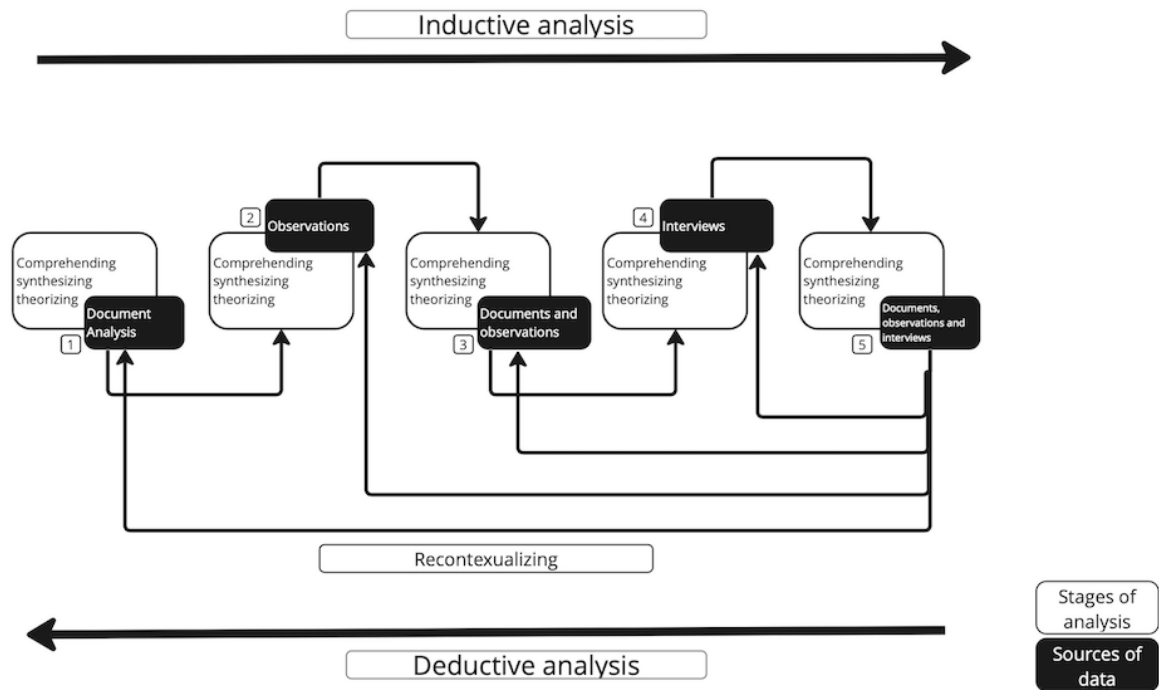 Inductive analysis
2
Observations
4
Interviews
Comprehending
synthesizing
theorizing
Document
Analysis
1
Comprehending
synthesizing
theorizing
Comprehending
synthesizing
theorizing
Documents and
observations
3
Comprehending
synthesizing
theorizing
Comprehending
synthesizing
theorizing
Documents,
observations and
interviews
5
Recontexualizing
Deductive analysis
Stages of
analysis
Sources of
data